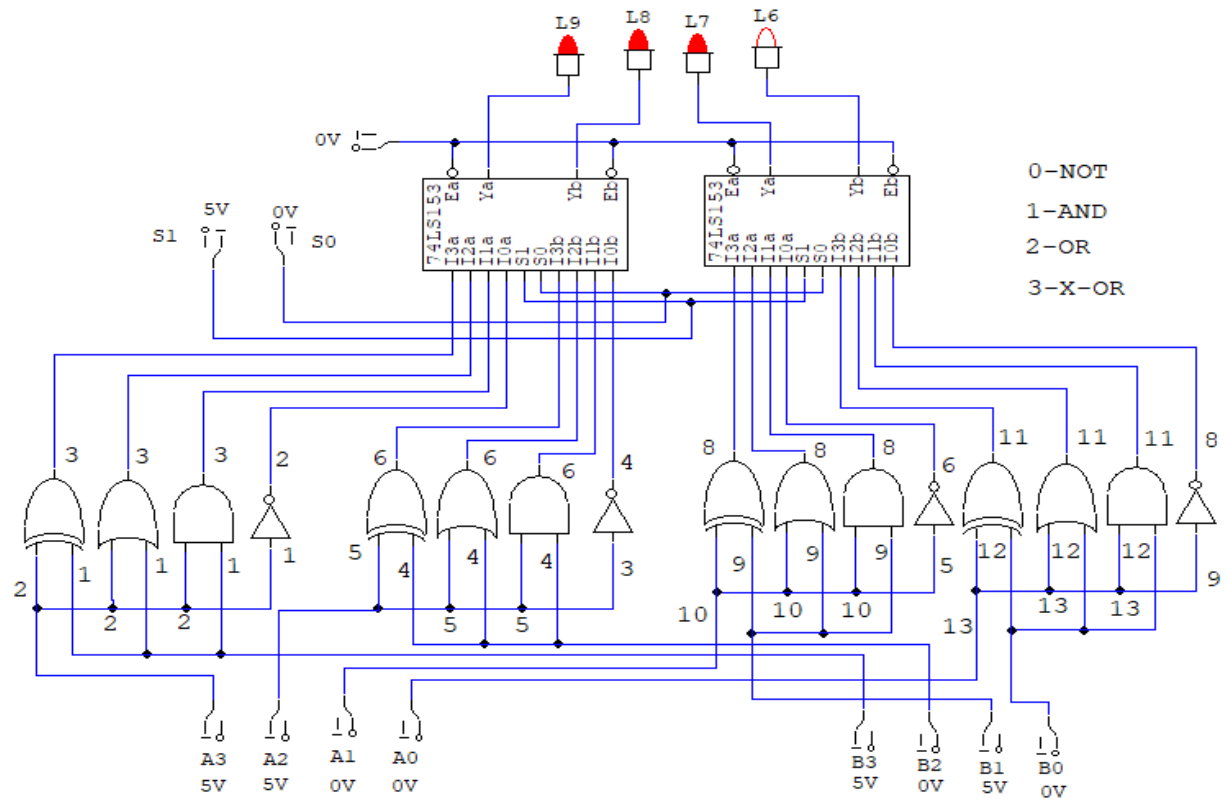 L9 L8 L7 L6
0V
Ea Ya Yb Eb
74LS153
I3a I2a I1a I0a S1 S0 I3b I2b I1b I0b
Ea Ya Yb Eb
74LS153
I3a I2a I1a I0a S1 S0 I3b I2b I1b I0b
0-NOT
1-AND
2-OR
3-X-OR
5V 0V
S1 S0
3 3 3 2 6 6 6 4 8 8 8 6 11 11 11 8
2 1 1 1 1 5 4 4 4 3 9 9 9 5 12 12 12 9
2 2 5 5 10 10 10 13 13 13
A3 A2 A1 A0 B3 B2 B1 B0
5V 5V 0V 0V 5V 0V 5V 0V